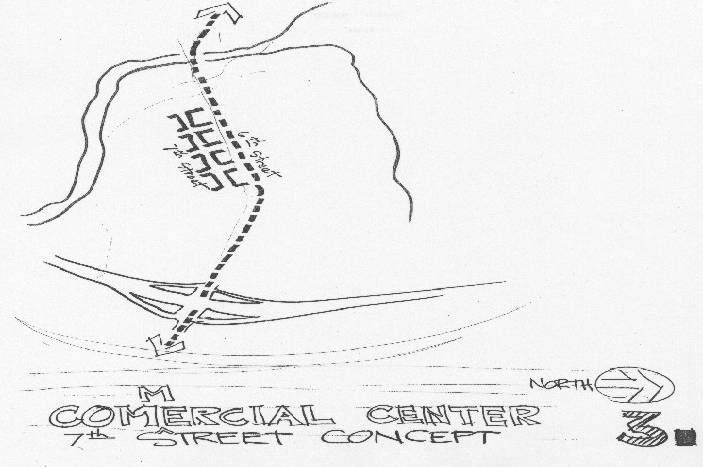 6th Street
7th Street
NORTH
M
COMERCIAL CENTER
7th STREET CONCEPT
3